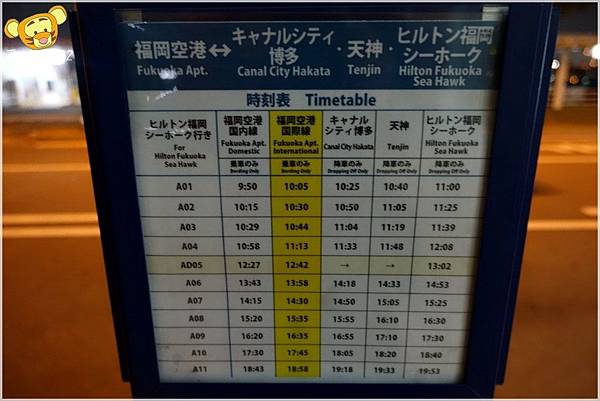 福岡空港↔キャナルシティ博多・天神・ヒルトン福岡シーホーク
Fukuoka Apt. Canal City Hakata Tenjin Hilton Fukuoka Sea Hawk
時刻表 Timetable
ヒルトン福岡シーホーク行き For Hilton Fukuoka Sea Hawk
福岡空港国内線 Fukuoka Apt. Domestic 乗車のみ Bording Only
福岡空港国際線 Fukuoka Apt. International 乗車のみ Bording Only
キャナルシティ博多 Canal City Hakata 降車のみ Dropping Off Only
天神 Tenjin 降車のみ Dropping Off Only
ヒルトン福岡シーホーク Hilton Fukuoka Sea Hawk 降車のみ Dropping Off Only
A01 9:50 10:05 10:25 10:40 11:00
A02 10:15 10:30 10:50 11:05 11:25
A03 10:29 10:44 11:04 11:19 11:39
A04 10:58 11:13 11:33 11:48 12:08
AD05 12:27 12:42 → → 13:02
A06 13:43 13:58 14:18 14:33 14:53
A07 14:15 14:30 14:50 15:05 15:25
A08 15:20 15:35 15:55 16:10 16:30
A09 16:20 16:35 16:55 17:10 17:30
A10 17:30 17:45 18:05 18:20 18:40
A11 18:43 18:58 19:18 19:33 19:53